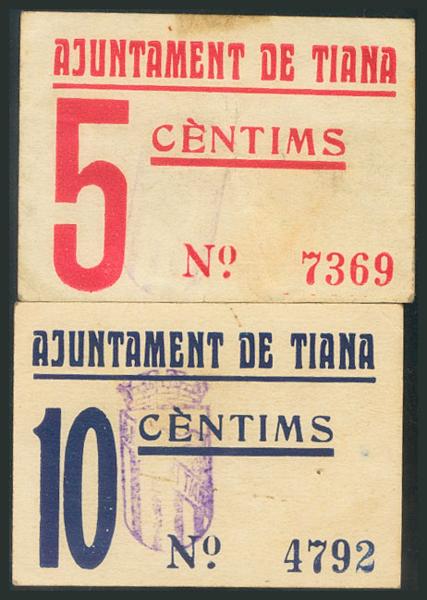 AJUNTAMENT DE TIANA
5 CÈNTIMS
Nº 7369
AJUNTAMENT DE TIANA
10 CÈNTIMS
Nº 4792